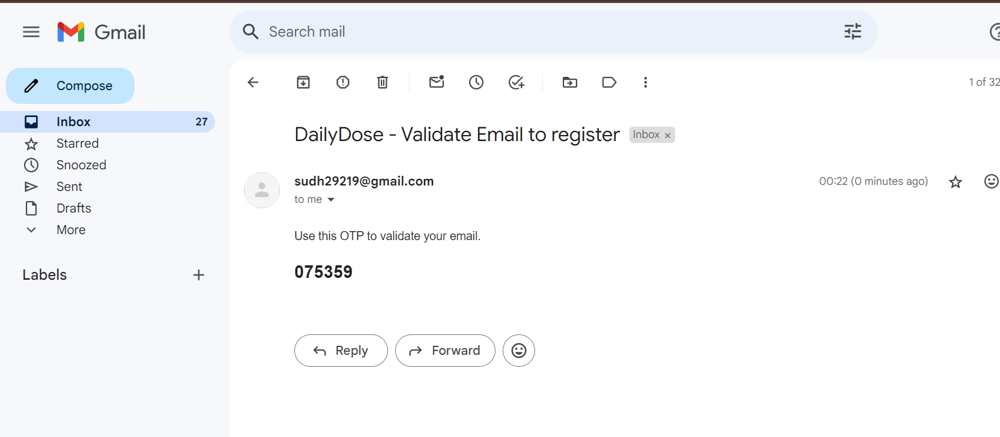 Gmail
Search mail
Compose
1 of 32
Inbox 27
Starred
Snoozed
Sent
Drafts
More
Labels
DailyDose - Validate Email to register Inbox ×
sudh29219@gmail.com 00:22 (0 minutes ago)
to me
Use this OTP to validate your email.
075359
Reply Forward